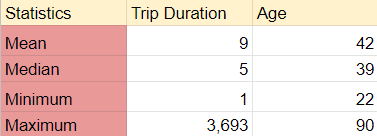 Statistics Trip Duration Age
Mean 9 42
Median 5 39
Minimum 1 22
Maximum 3,693 90